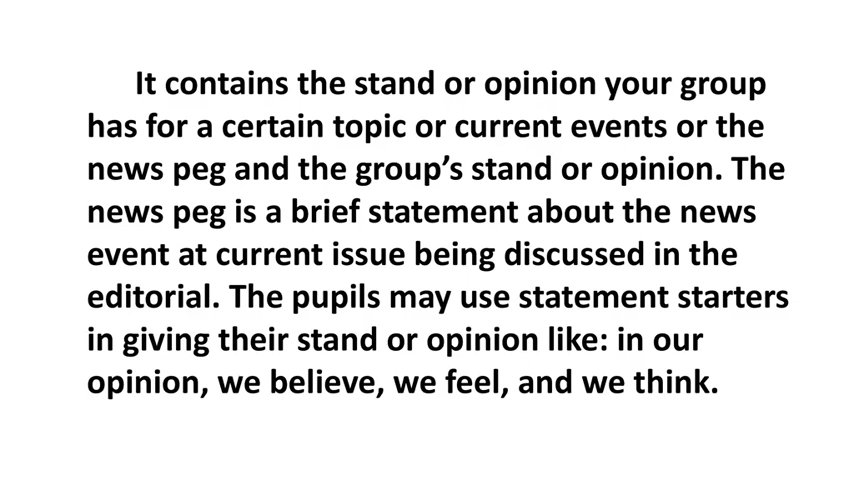 It contains the stand or opinion your group
has for a certain topic or current events or the
news peg and the group’s stand or opinion. The
news peg is a brief statement about the news
event at current issue being discussed in the
editorial. The pupils may use statement starters
in giving their stand or opinion like: in our
opinion, we believe, we feel, and we think.